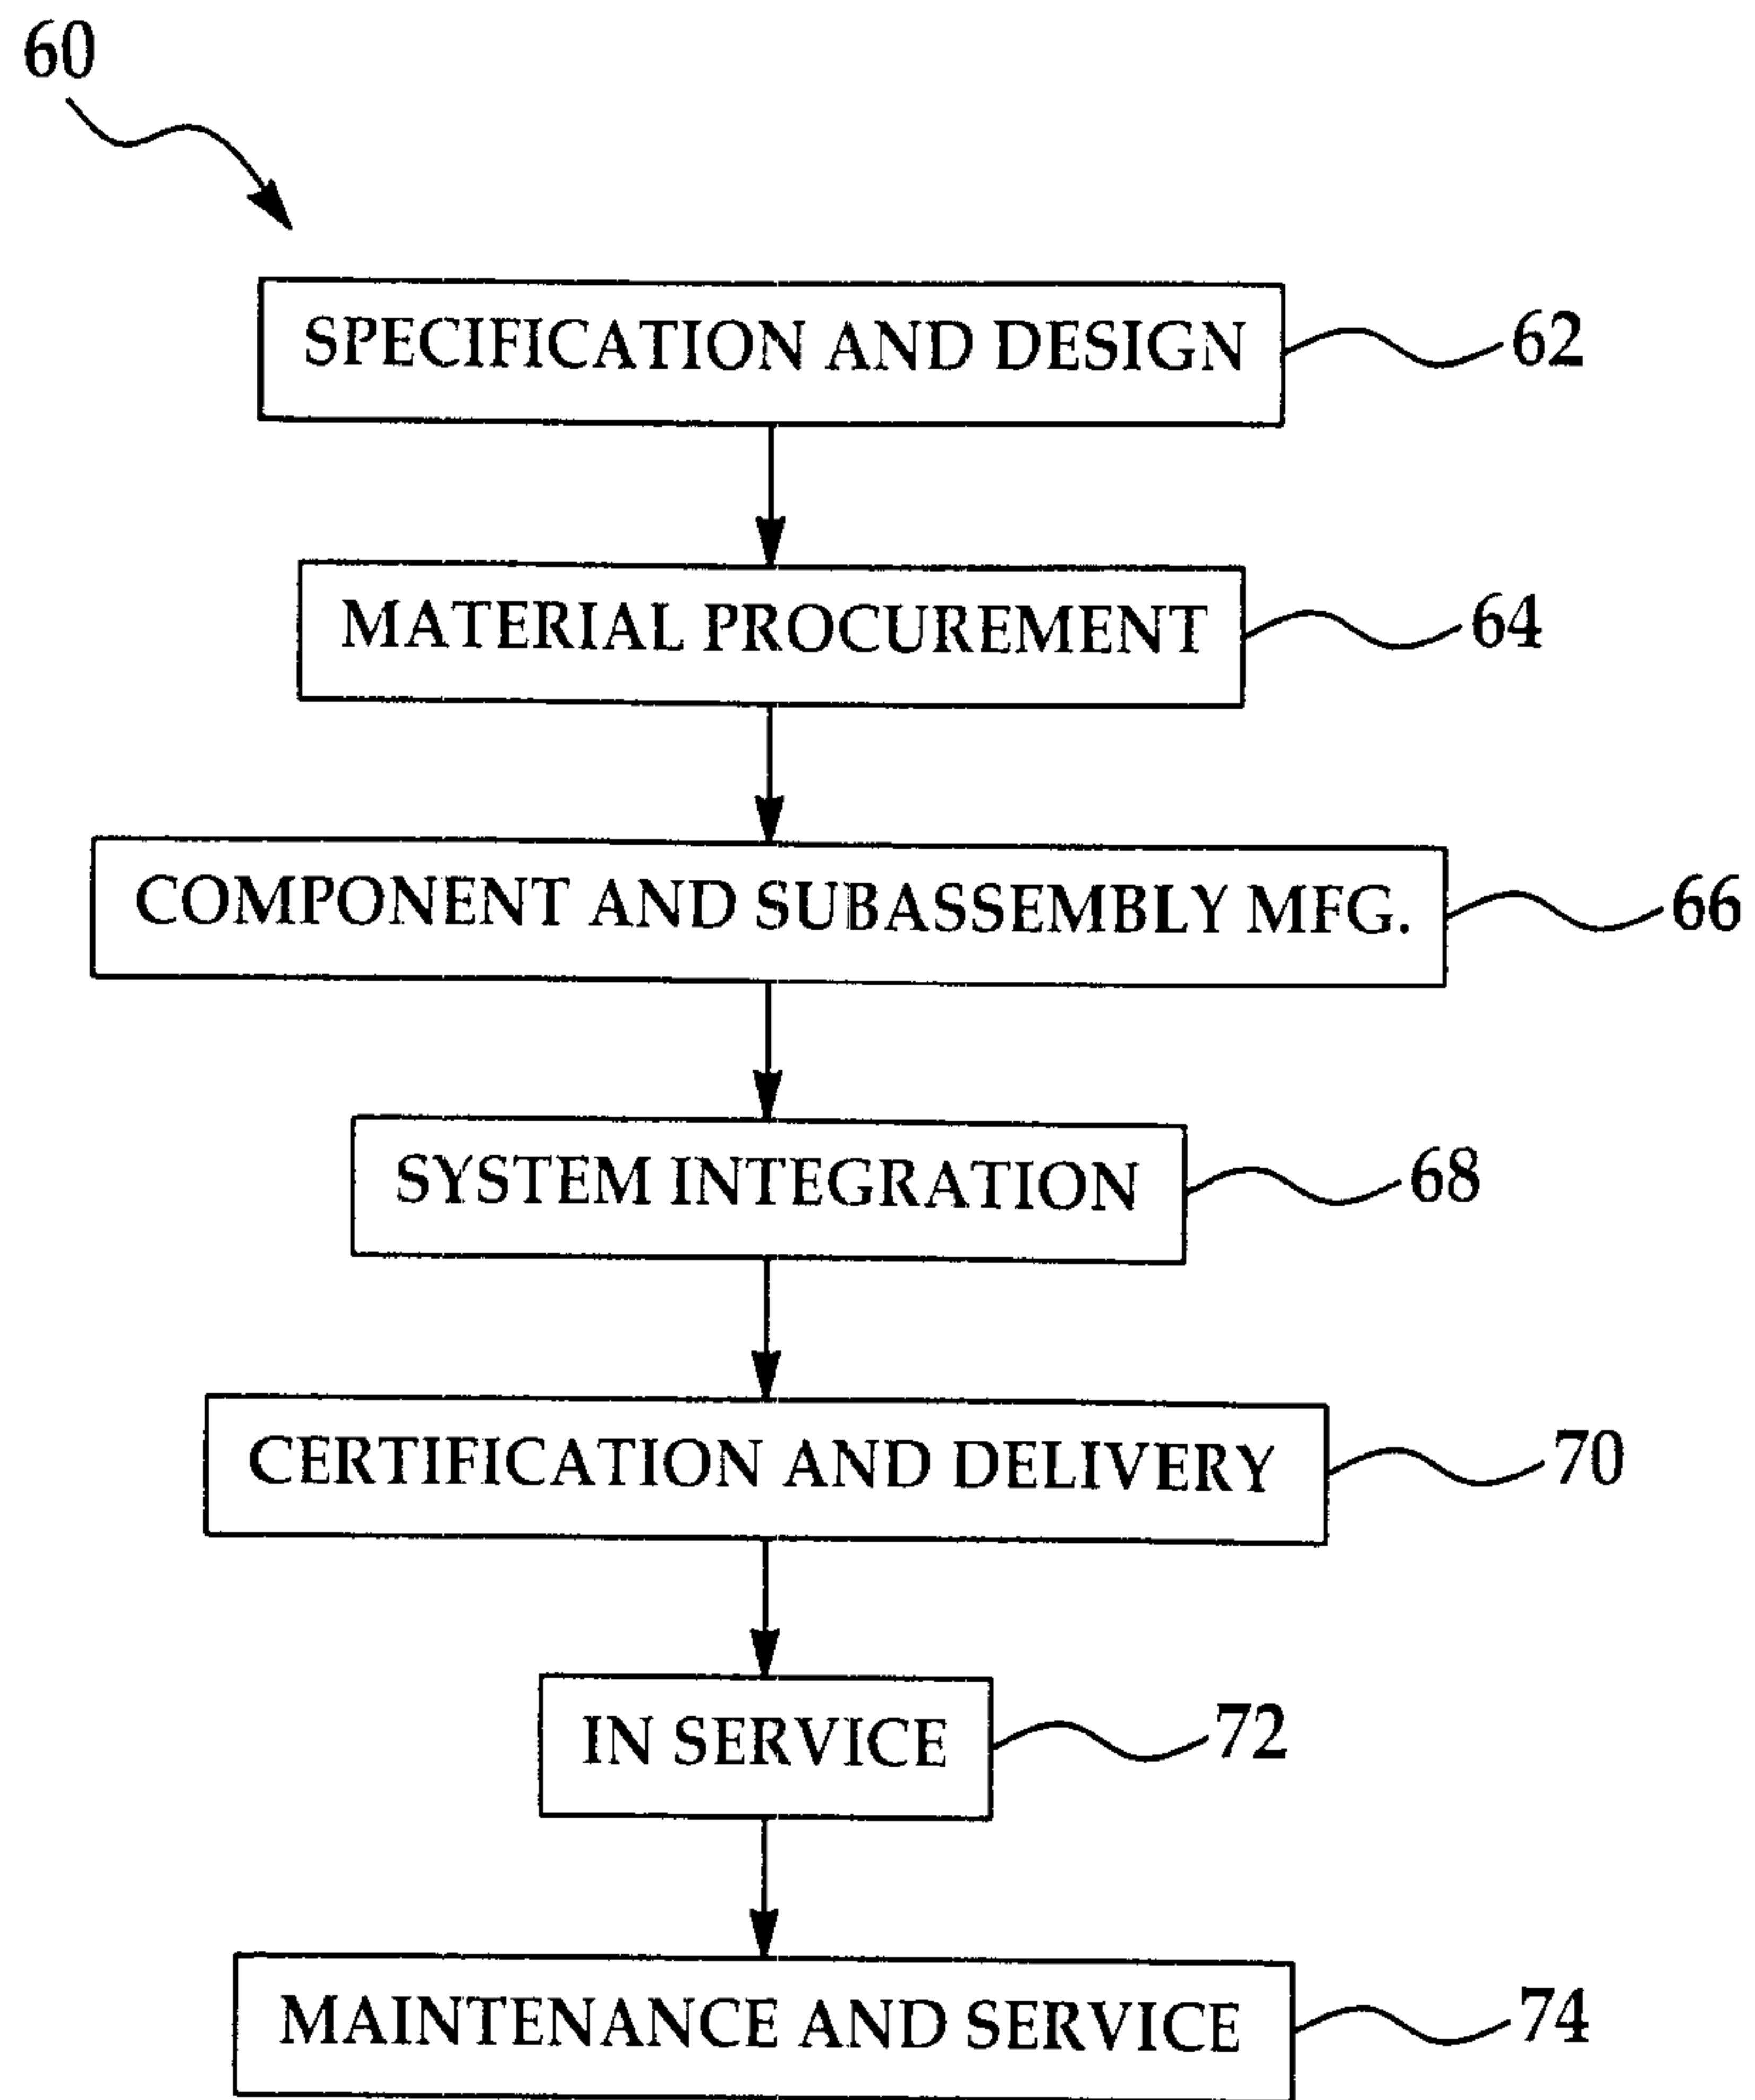 60
SPECIFICATION AND DESIGN 62
MATERIAL PROCUREMENT 64
COMPONENT AND SUBASSEMBLY MFG. 66
SYSTEM INTEGRATION 68
CERTIFICATION AND DELIVERY 70
IN SERVICE 72
MAINTENANCE AND SERVICE 74